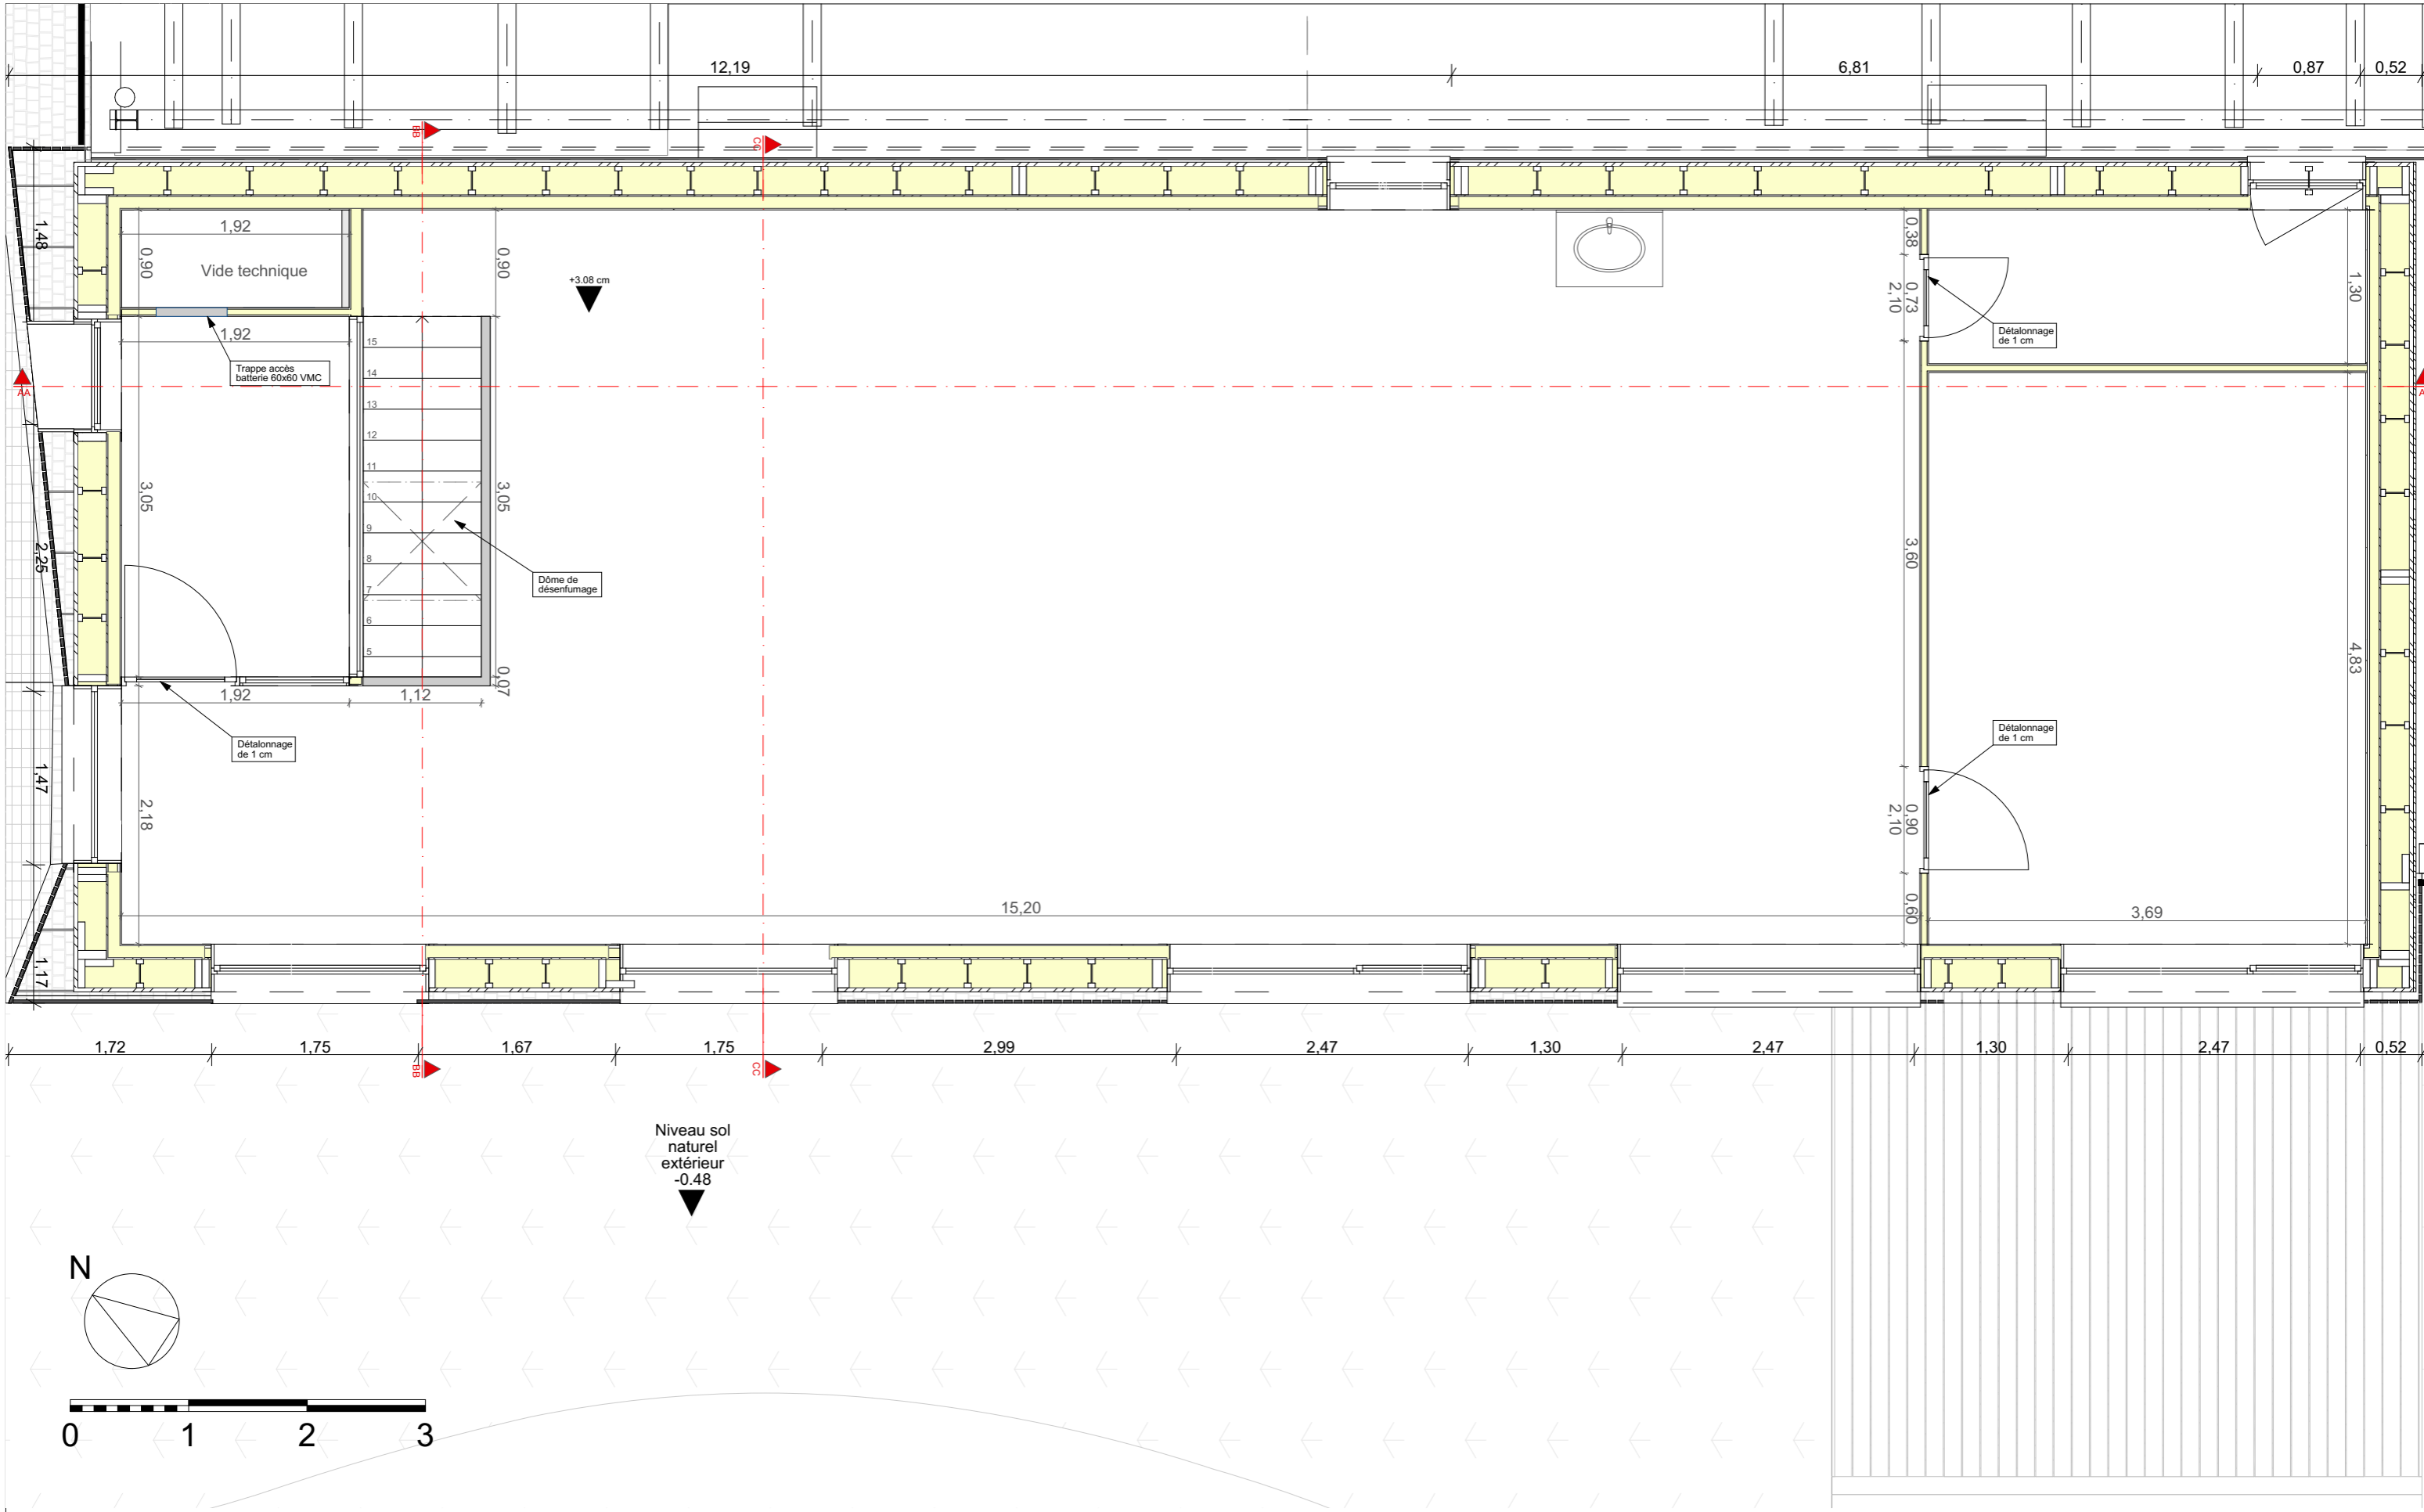 12,19
6,81
0,87
0,52
BB
CC
1,48
0,90
1,92
Vide technique
0,90
+3.08 cm
0,38
0,73
2,10
1,30
Détalonnage
de 1 cm
1,92
Trappe accès
batterie 60x60 VMC
AA
A
15
14
13
12
11
10
9
8
7
6
5
3,05
3,05
2,25
Dôme de
désenfumage
3,60
4,83
0,07
1,92
1,12
Détalonnage
de 1 cm
Détalonnage
de 1 cm
1,47
2,18
0,90
2,10
15,20
0,60
3,69
1,17
1,72
1,75
1,67
1,75
2,99
2,47
1,30
2,47
1,30
2,47
0,52
BB
CC
Niveau sol
naturel
extérieur
-0.48
N
0
1
2
3